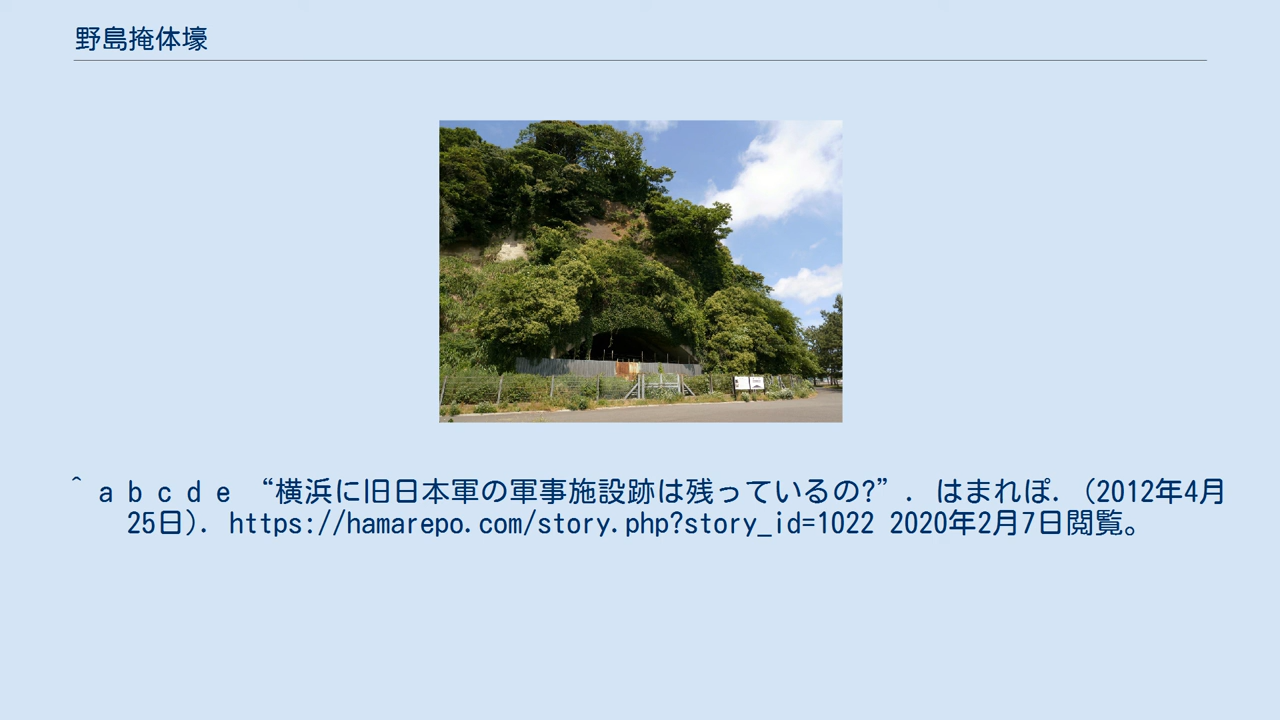 野島掩体壕
^ a b c d e “横浜に旧日本軍の軍事施設跡は残っているの?”. はまれぽ. (2012年4月
25日). https://hamarepo.com/story.php?story_id=1022 2020年2月7日閲覧。